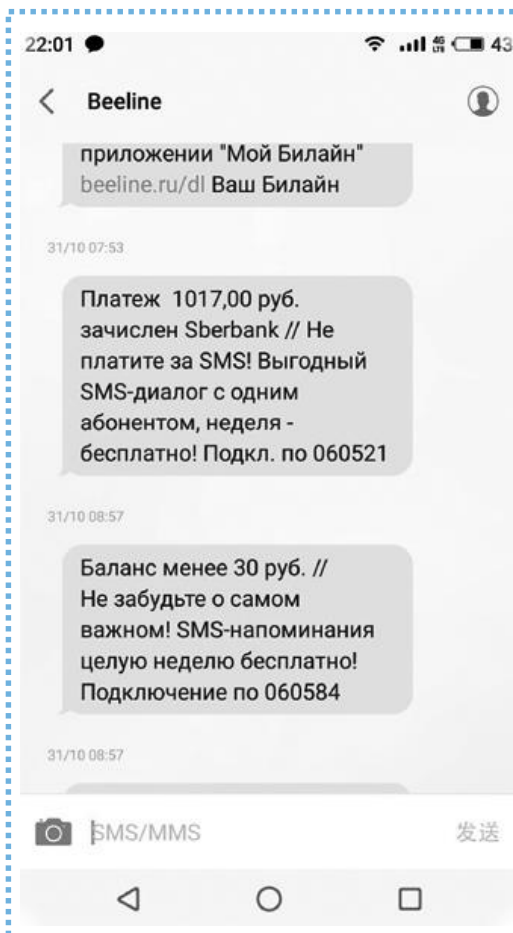 22:01 4G LTE 43
Beeline
приложении "Мой Билайн"
beeline.ru/dl Ваш Билайн
31/10 07:53
Платеж 1017,00 руб.
зачислен Sberbank // Не
платите за SMS! Выгодный
SMS-диалог с одним
абонентом, неделя -
бесплатно! Подкл. по 060521
31/10 08:57
Баланс менее 30 руб. //
Не забудьте о самом
важном! SMS-напоминания
целую неделю бесплатно!
Подключение по 060584
31/10 08:57
SMS/MMS 发送